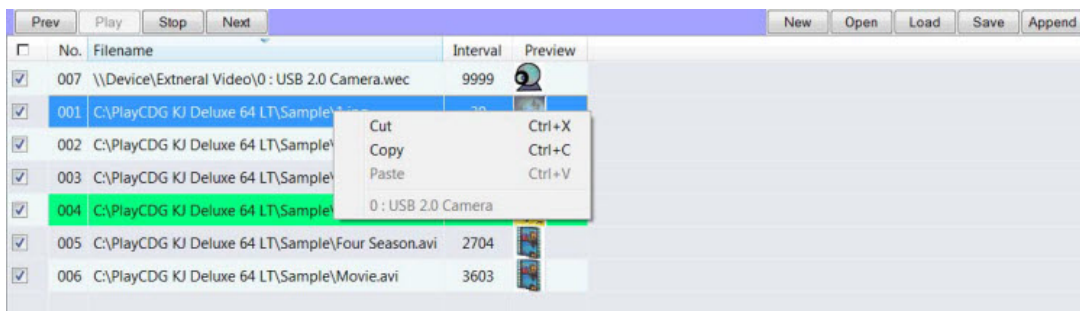 Prev Play Stop Next New Open Load Save Append
No. Filename Interval Preview
007 \\Device\Extneral Video\0 : USB 2.0 Camera.wec 9999
001 C:\PlayCDG KJ Deluxe 64 LT\Sample\
Cut Ctrl+X
002 C:\PlayCDG KJ Deluxe 64 LT\Sample\
Copy Ctrl+C
003 C:\PlayCDG KJ Deluxe 64 LT\Sample\
Paste Ctrl+V
004 C:\PlayCDG KJ Deluxe 64 LT\Sample\
0 : USB 2.0 Camera
005 C:\PlayCDG KJ Deluxe 64 LT\Sample\Four Season.avi 2704
006 C:\PlayCDG KJ Deluxe 64 LT\Sample\Movie.avi 3603